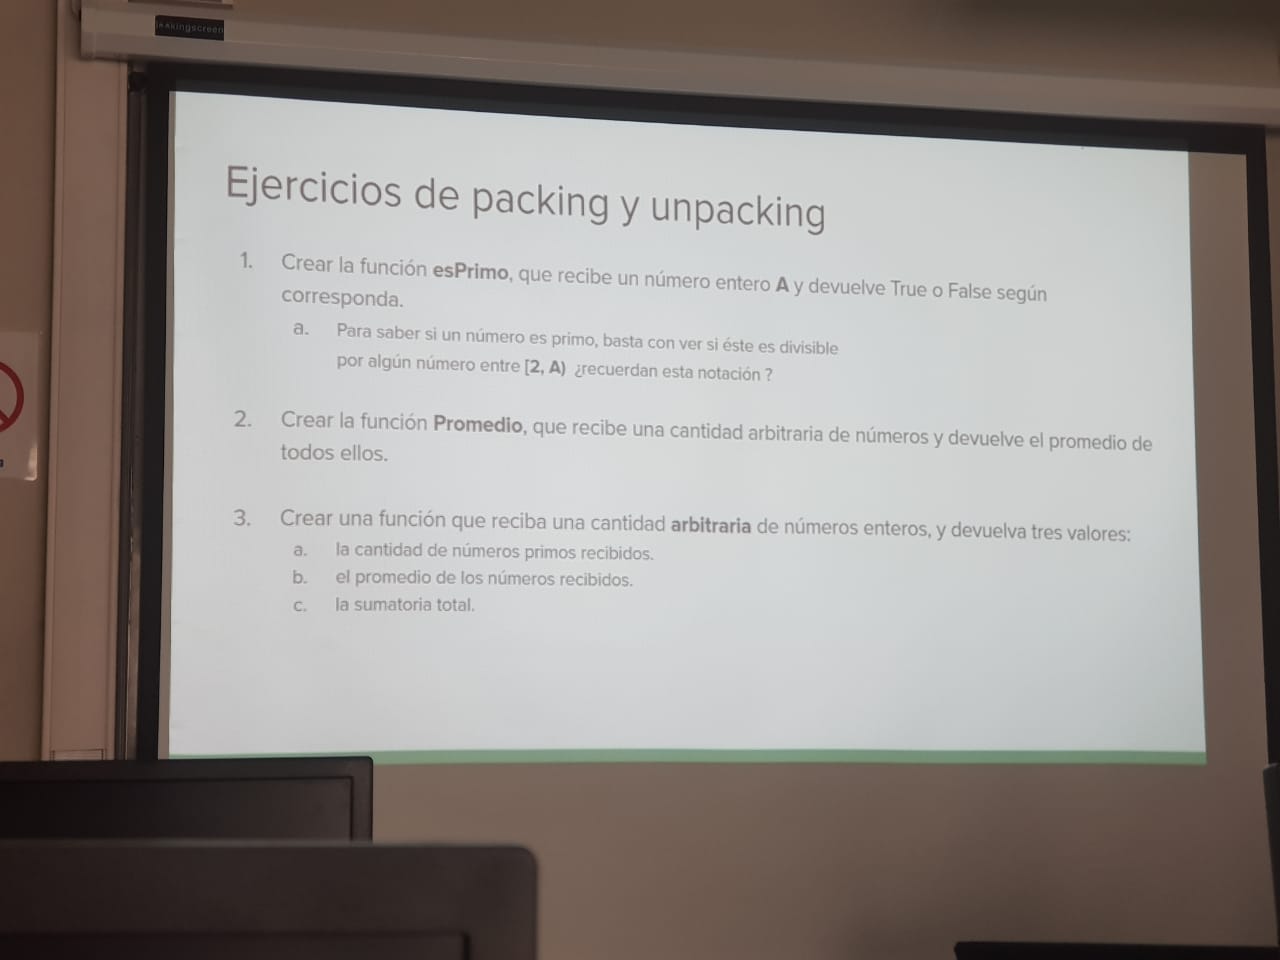 Ejercicios de packing y unpacking
1. Crear la función esPrimo, que recibe un número entero A y devuelve True o False según
corresponda.
a. Para saber si un número es primo, basta con ver si éste es divisible
por algún número entre [2, A) ¿recuerdan esta notación ?
2. Crear la función Promedio, que recibe una cantidad arbitraria de números y devuelve el promedio de
todos ellos.
3. Crear una función que reciba una cantidad arbitraria de números enteros, y devuelva tres valores:
a. la cantidad de números primos recibidos.
b. el promedio de los números recibidos.
c. la sumatoria total.